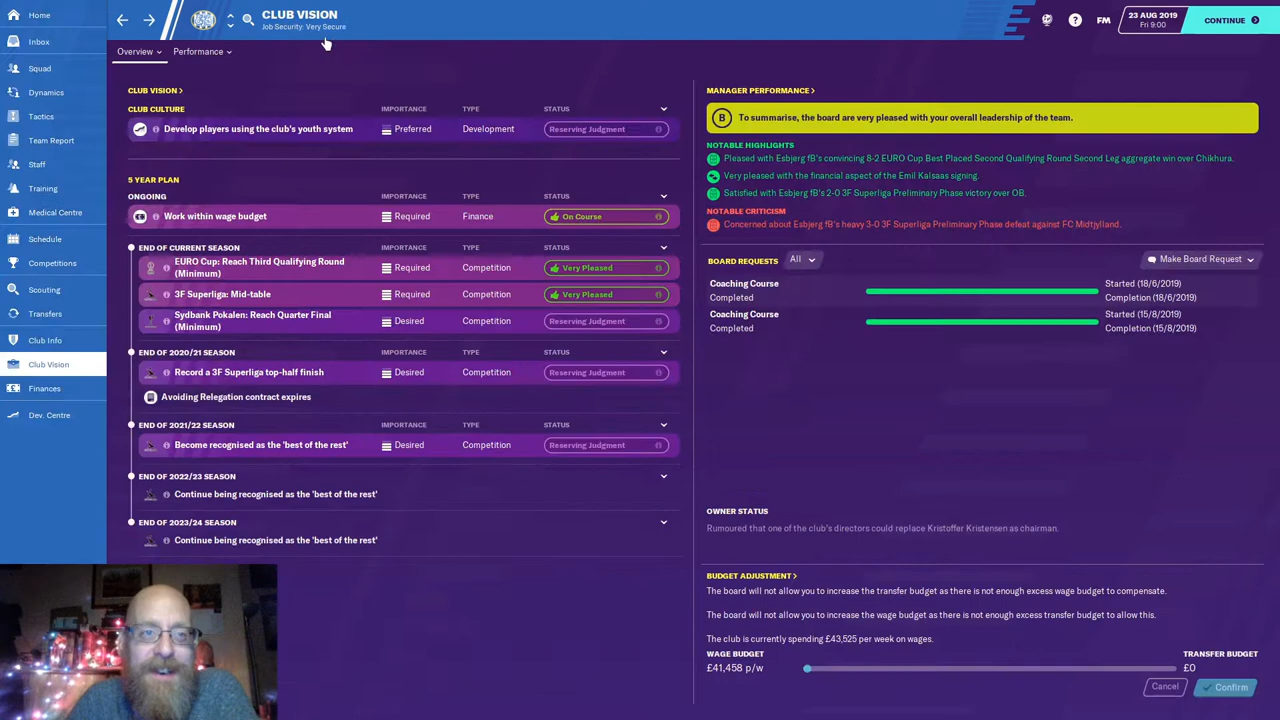 Home
Inbox
Squad
Dynamics
Tactics
Team Report
Staff
Training
Medical Centre
Schedule
Competitions
Scouting
Transfers
Club Info
Club Vision
Finances
Dev. Centre
CLUB VISION
Job Security: Very Secure
FM
23 AUG 2019
Fri 9:00
CONTINUE
Overview
Performance
CLUB VISION >
CLUB CULTURE IMPORTANCE TYPE STATUS
Develop players using the club's youth system Preferred Development Reserving Judgment
5 YEAR PLAN
ONGOING IMPORTANCE TYPE STATUS
Work within wage budget Required Finance On Course
END OF CURRENT SEASON IMPORTANCE TYPE STATUS
EURO Cup: Reach Third Qualifying Round
(Minimum) Required Competition Very Pleased
3F Superliga: Mid-table Required Competition Very Pleased
Sydbank Pokalen: Reach Quarter Final
(Minimum) Desired Competition Reserving Judgment
END OF 2020/21 SEASON IMPORTANCE TYPE STATUS
Record a 3F Superliga top-half finish Desired Competition Reserving Judgment
Avoiding Relegation contract expires
END OF 2021/22 SEASON IMPORTANCE TYPE STATUS
Become recognised as the 'best of the rest' Desired Competition Reserving Judgment
END OF 2022/23 SEASON
Continue being recognised as the 'best of the rest'
END OF 2023/24 SEASON
Continue being recognised as the 'best of the rest'
MANAGER PERFORMANCE >
B To summarise, the board are very pleased with your overall leadership of the team.
NOTABLE HIGHLIGHTS
Pleased with Esbjerg fB's convincing 8-2 EURO Cup Best Placed Second Qualifying Round Second Leg aggregate win over Chikhura.
Very pleased with the financial aspect of the Emil Kalsaas signing.
Satisfied with Esbjerg fB's 2-0 3F Superliga Preliminary Phase victory over OB.
NOTABLE CRITICISM
Concerned about Esbjerg fB's heavy 3-0 3F Superliga Preliminary Phase defeat against FC Midtjylland.
BOARD REQUESTS All Make Board Request
Coaching Course Started (18/6/2019)
Completed Completion (18/6/2019)
Coaching Course Started (15/8/2019)
Completed Completion (15/8/2019)
OWNER STATUS
Rumoured that one of the club's directors could replace Kristoffer Kristensen as chairman.
BUDGET ADJUSTMENT >
The board will not allow you to increase the transfer budget as there is not enough excess wage budget to compensate.
The board will not allow you to increase the wage budget as there is not enough excess transfer budget to allow this.
The club is currently spending £43,525 per week on wages.
WAGE BUDGET TRANSFER BUDGET
£41,458 p/w £0
Cancel Confirm